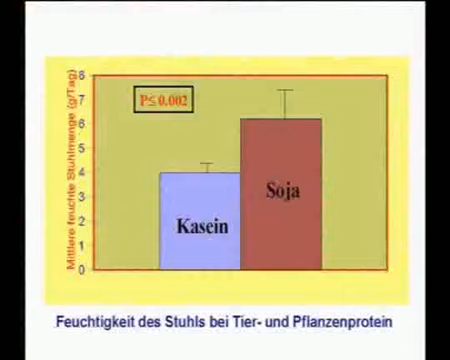 Mittlere feuchte Stuhlmenge (g/Tag)
8
7
6
5
4
3
2
1
0
P≤ 0,002
Kasein
Soja
Feuchtigkeit des Stuhls bei Tier- und Pflanzenprotein